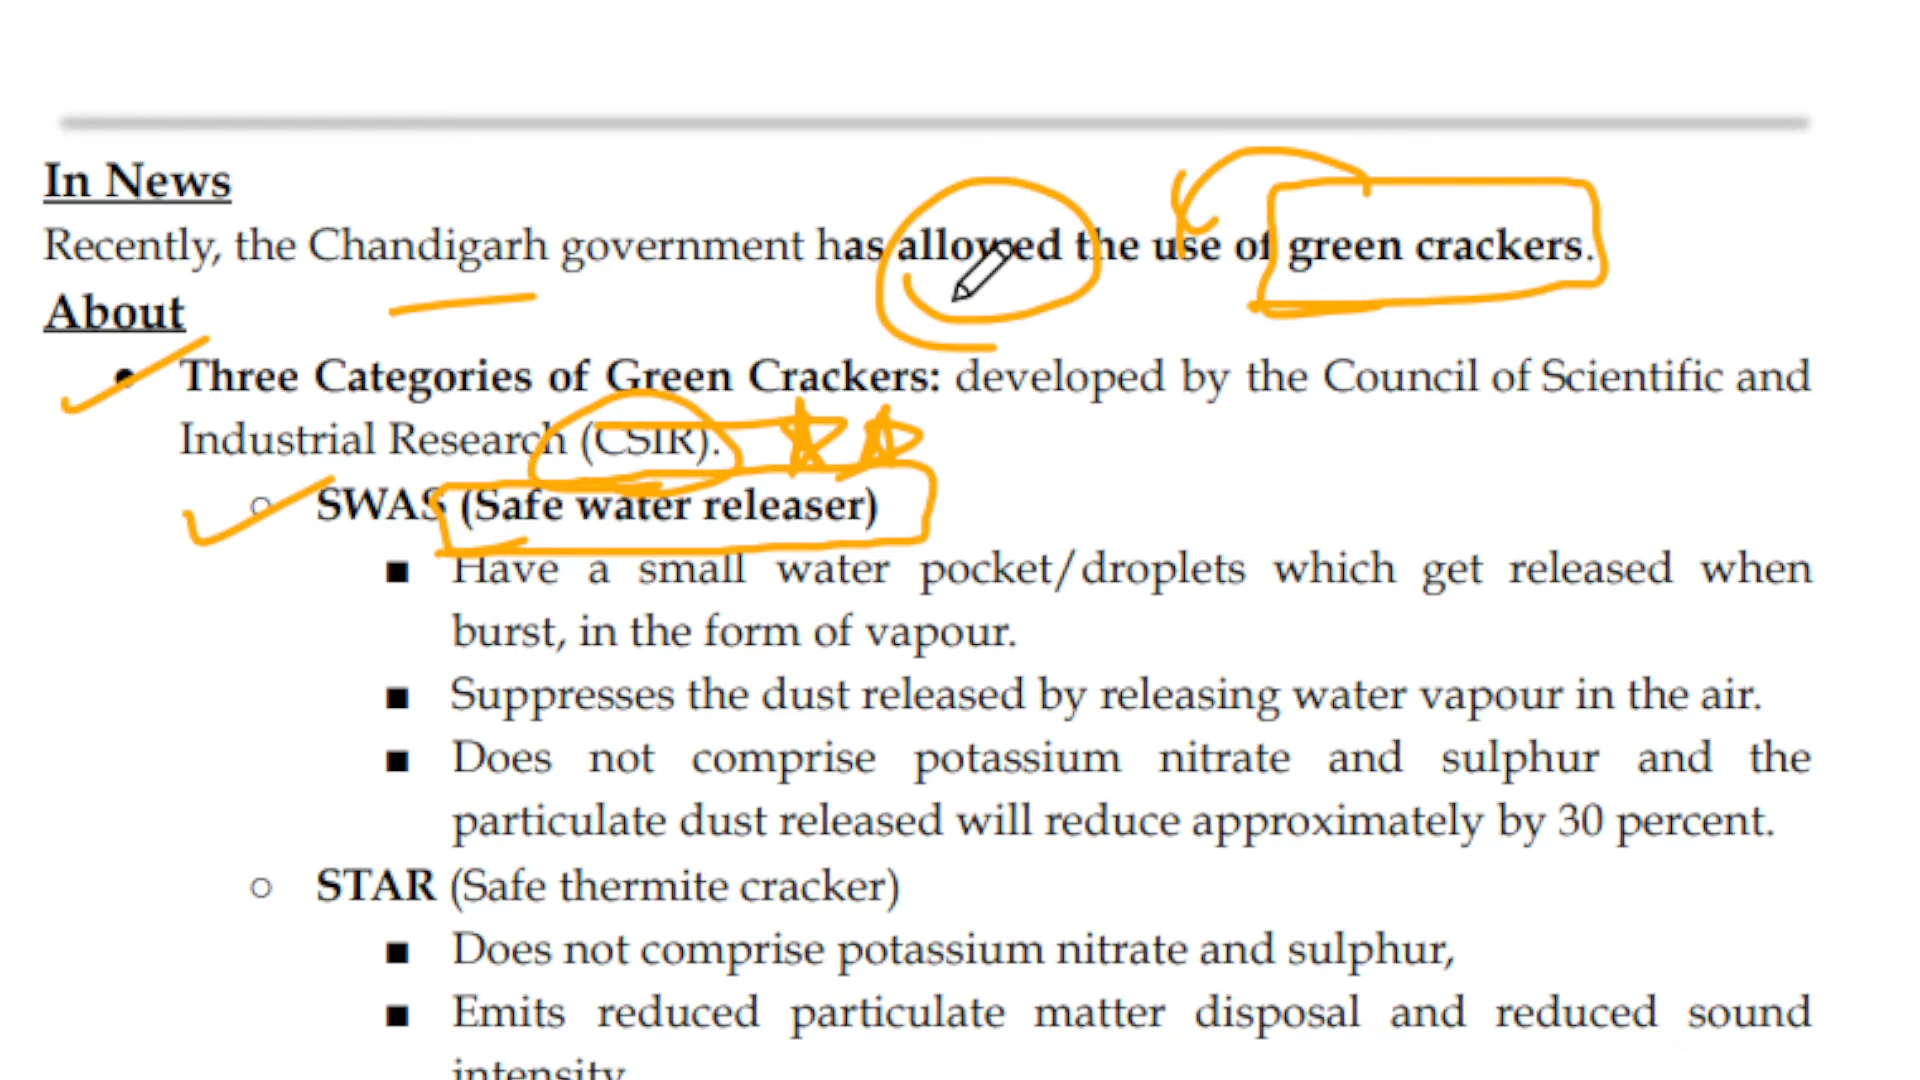 In News
Recently, the Chandigarh government has allowed the use of green crackers.
About
● Three Categories of Green Crackers: developed by the Council of Scientific and
Industrial Research (CSIR).
○ SWAS (Safe water releaser)
■ Have a small water pocket/droplets which get released when
burst, in the form of vapour.
■ Suppresses the dust released by releasing water vapour in the air.
■ Does not comprise potassium nitrate and sulphur and the
particulate dust released will reduce approximately by 30 percent.
○ STAR (Safe thermite cracker)
■ Does not comprise potassium nitrate and sulphur,
■ Emits reduced particulate matter disposal and reduced sound
intensity